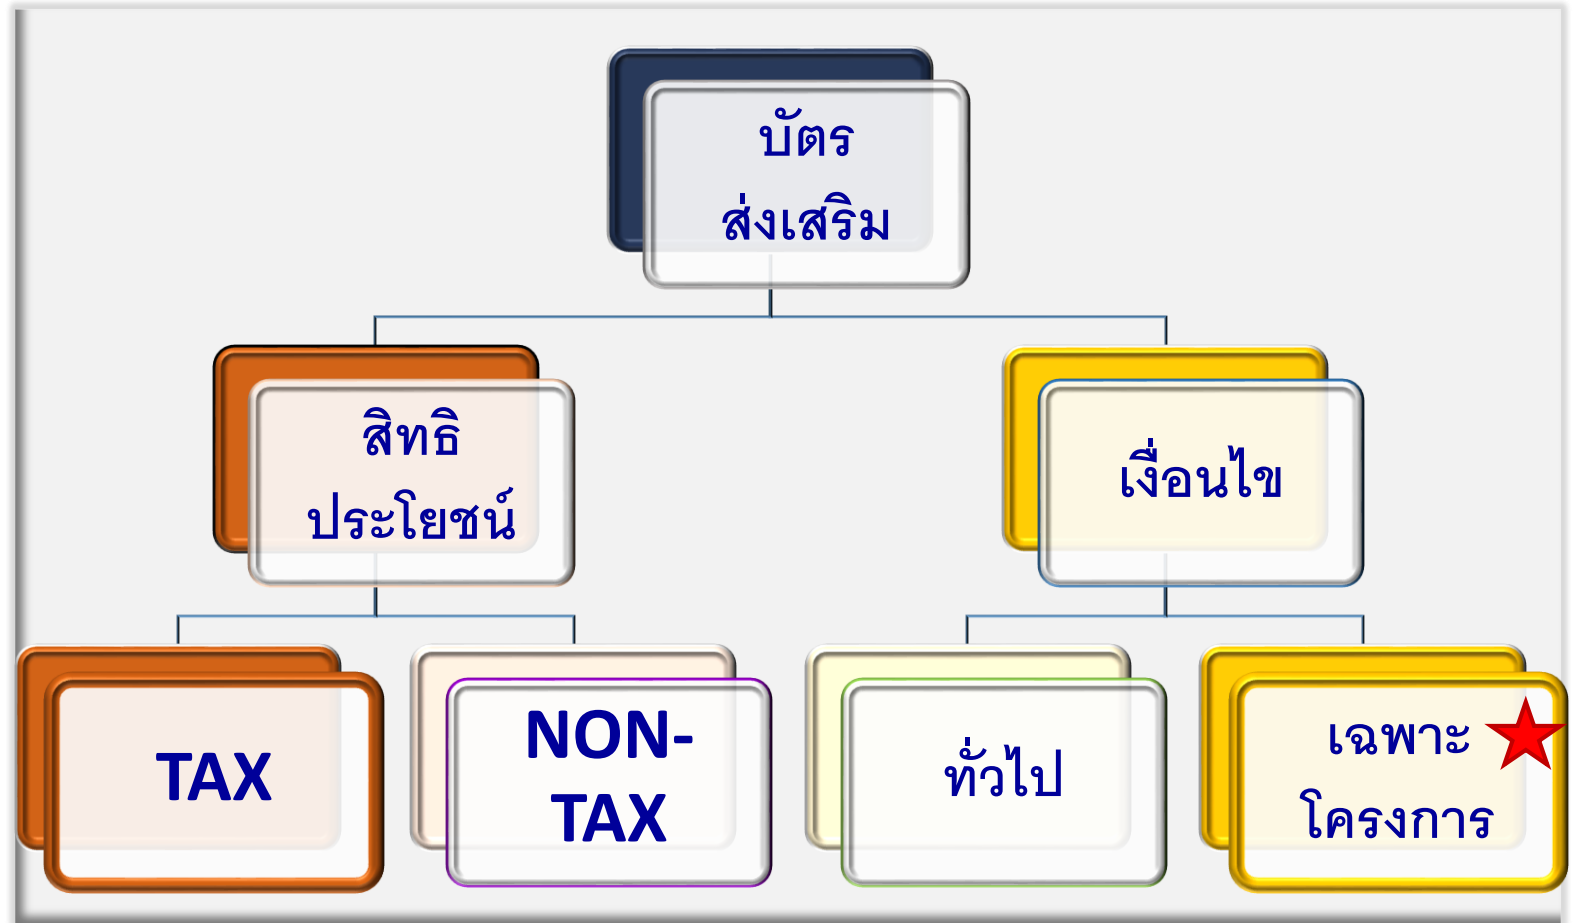 บัตร
ส่งเสริม
สิทธิ
ประโยชน์
เงื่อนไข
TAX
NON-
TAX
ทั่วไป
เฉพาะ
โครงการ